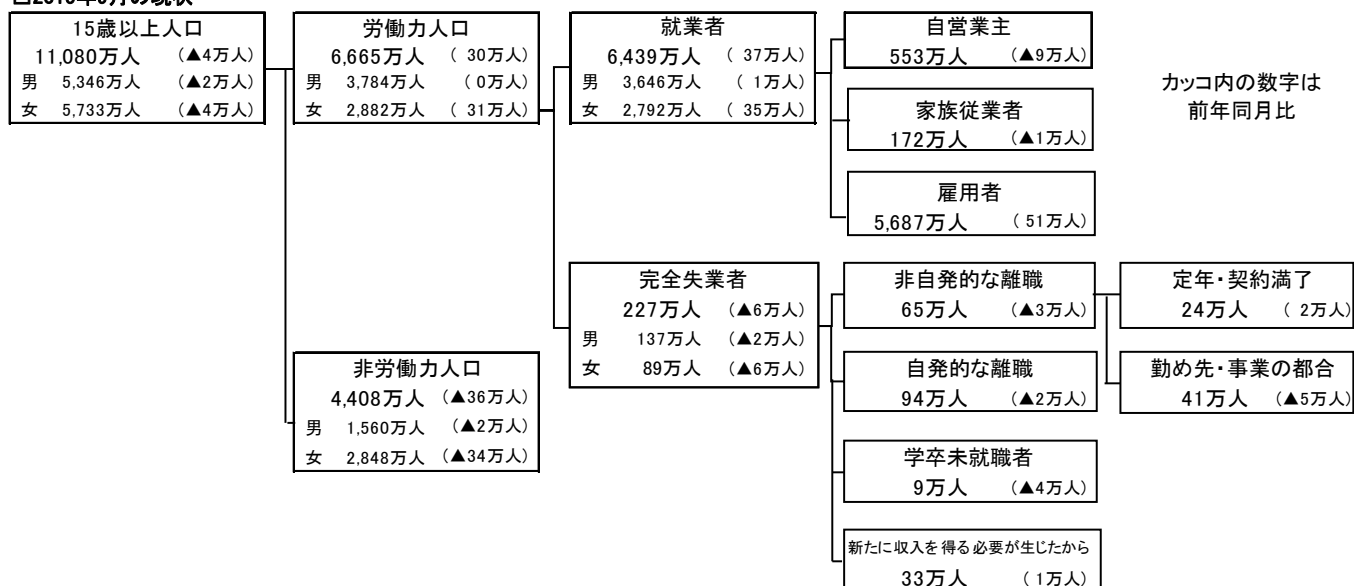 15歳以上人口
11,080万人 (▲4万人)
男 5,346万人 (▲2万人)
女 5,733万人 (▲4万人)
労働力人口
6,665万人 ( 30万人)
男 3,784万人 ( 0万人)
女 2,882万人 ( 31万人)
就業者
6,439万人 ( 37万人)
男 3,646万人 ( 1万人)
女 2,792万人 ( 35万人)
自営業主
553万人 (▲9万人)
カッコ内の数字は
前年同月比
家族従業者
172万人 (▲1万人)
雇用者
5,687万人 ( 51万人)
完全失業者
227万人 (▲6万人)
男 137万人 (▲2万人)
女 89万人 (▲6万人)
非自発的な離職
65万人 (▲3万人)
定年・契約満了
24万人 ( 2万人)
非労働力人口
4,408万人 (▲36万人)
男 1,560万人 (▲2万人)
女 2,848万人 (▲34万人)
自発的な離職
94万人 (▲2万人)
勤め先・事業の都合
41万人 (▲5万人)
学卒未就職者
9万人 (▲4万人)
新たに収入を得る必要が生じたから
33万人 ( 1万人)